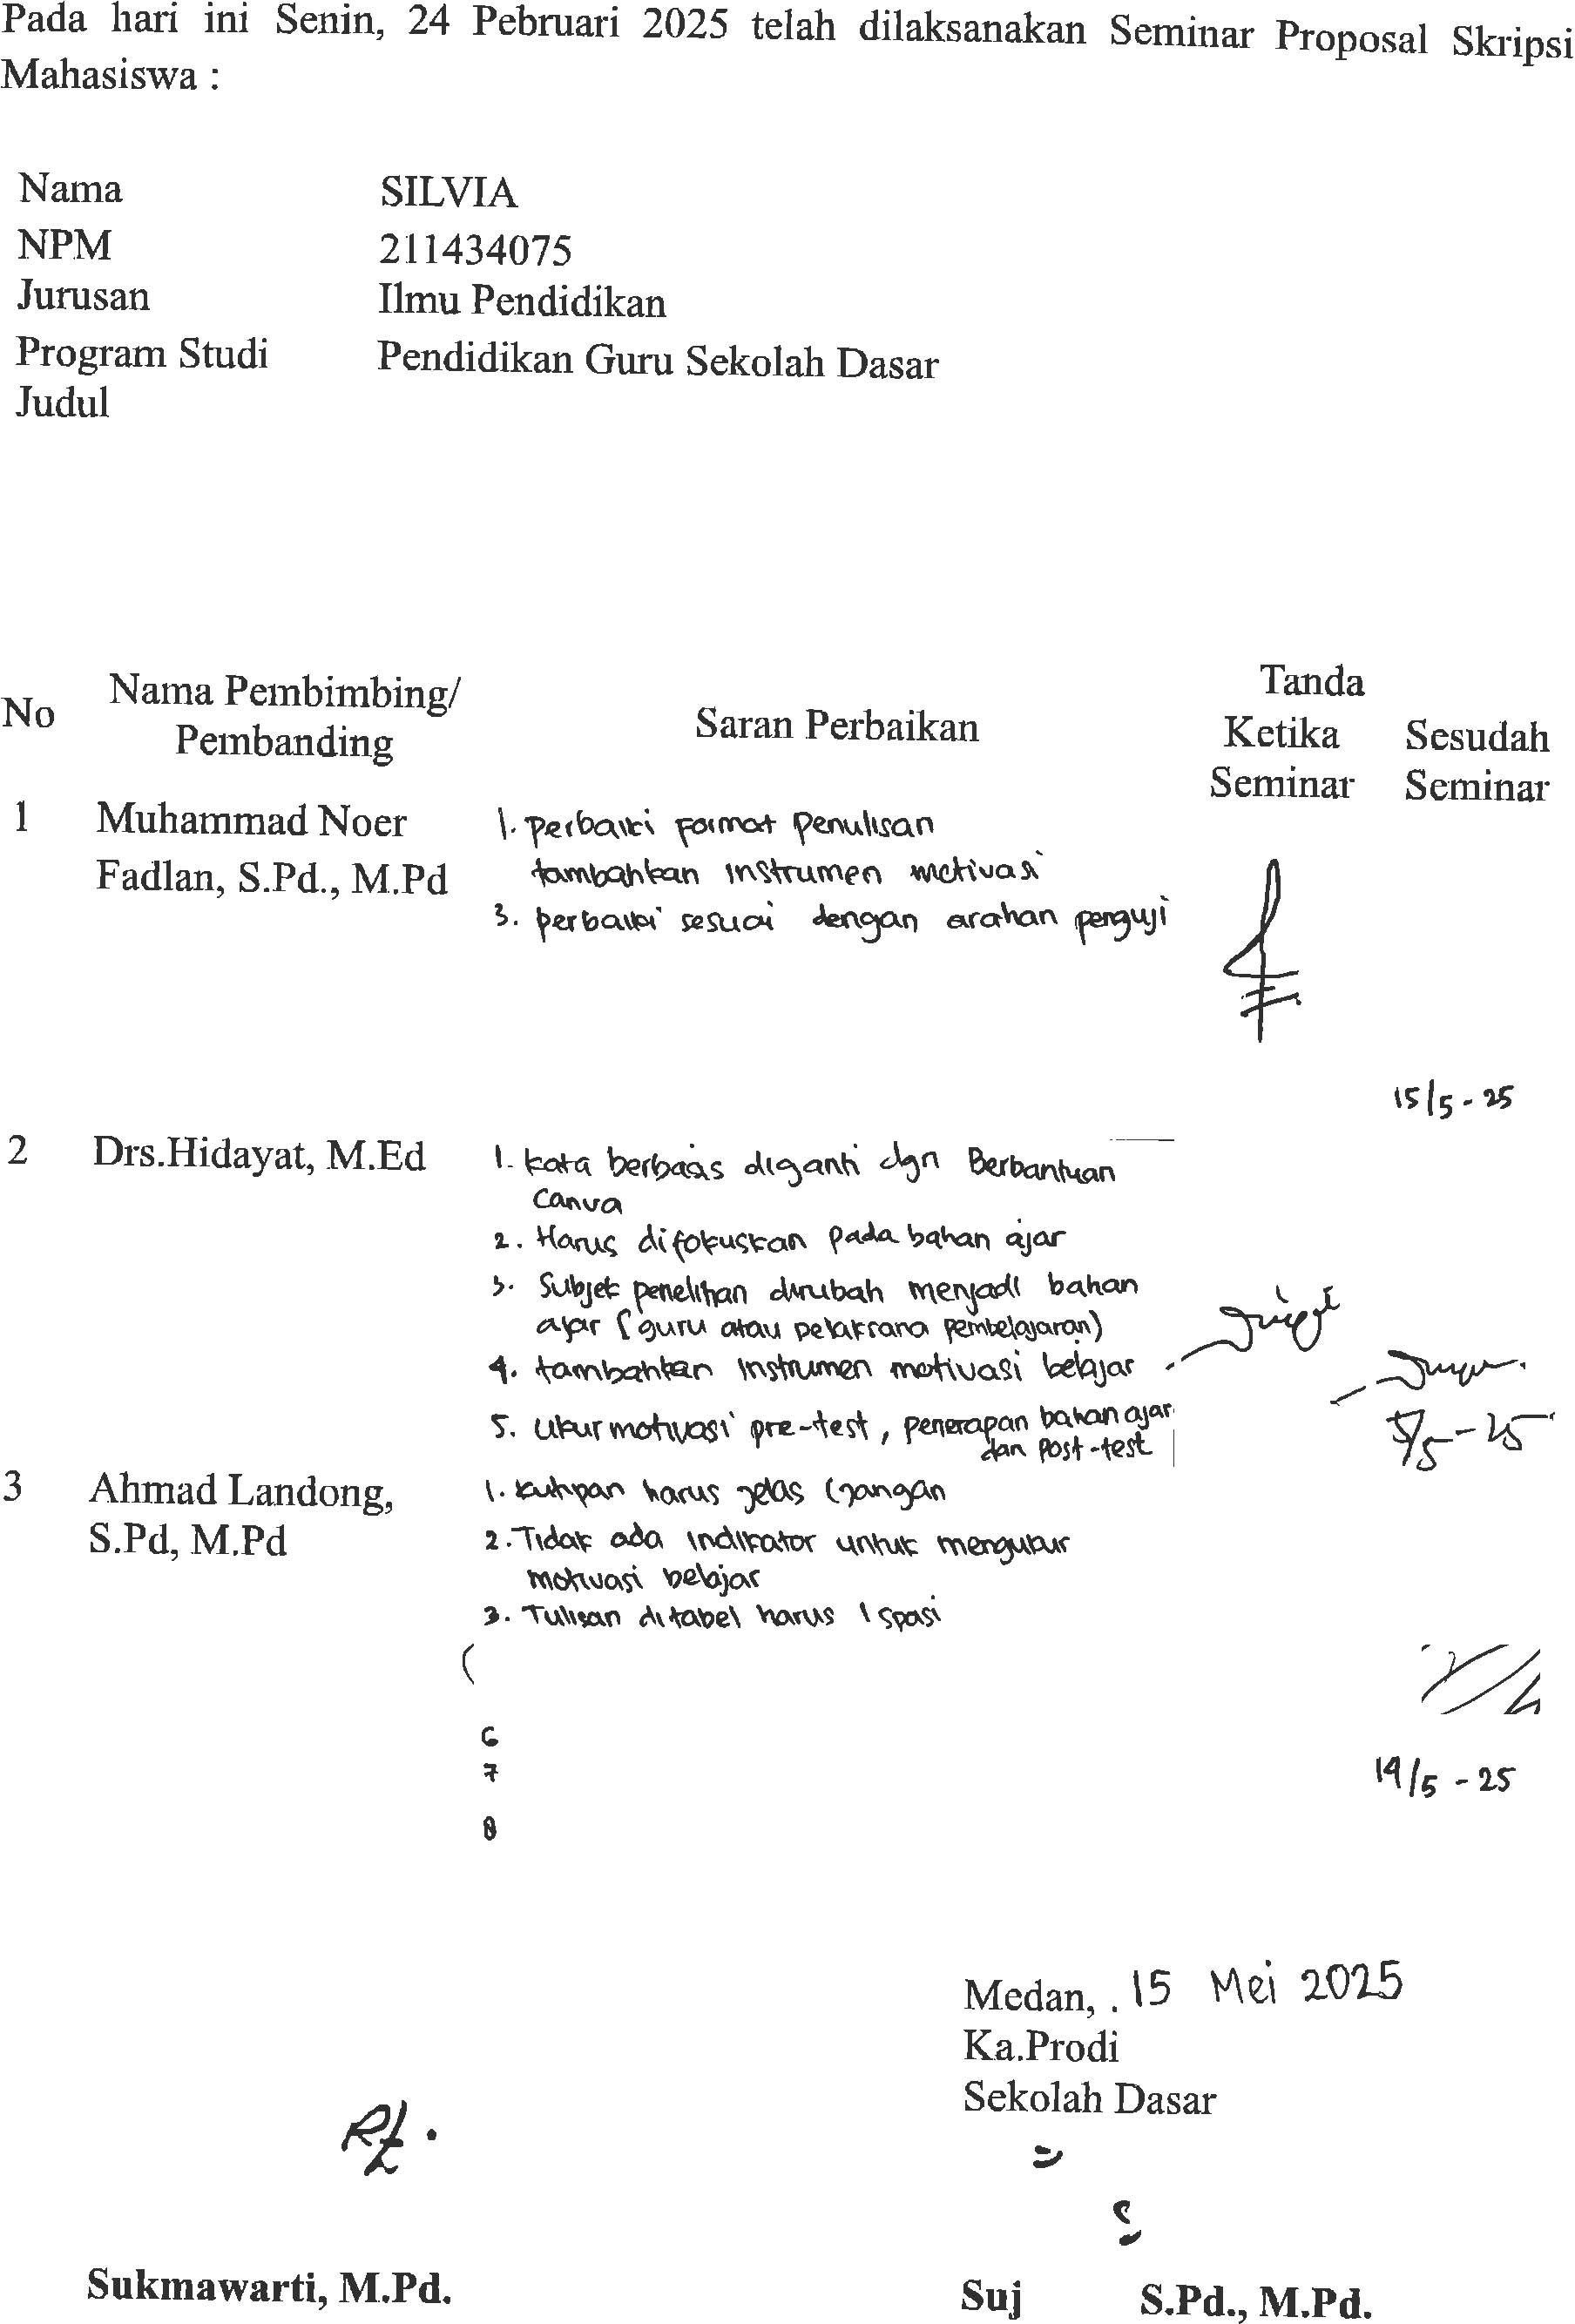 Pada hari ini Senin, 24 Pebruari 2025 telah dilaksanakan Seminar Proposal Skripsi
Mahasiswa :
Nama SILVIA
NPM 211434075
Jurusan Ilmu Pendidikan
Program Studi Pendidikan Guru Sekolah Dasar
Judul
No Nama Pembimbing/ Pembanding Saran Perbaikan Tanda
Ketika Seminar Sesudah Seminar
1 Muhammad Noer Fadlan, S.Pd., M.Pd
1. Perbaiki format penulisan
tambahkan instrumen motivasi
3. perbaiki sesuai dengan arahan penguji
15/5-25
2 Drs.Hidayat, M.Ed
1. kata berbasis diganti dgn Berbantuan
Canva
2. Harus difokuskan pada bahan ajar
3. Subjek penelitian dirubah menjadi bahan
ajar (guru atau pelaksana pembelajaran)
4. tambahkan instrumen motivasi belajar
5. ukur motivasi pre-test, penerapan bahan ajar
dan post-test
3 Ahmad Landong, S.Pd, M.Pd
1. kutipan harus jelas (jangan
2. Tidak ada indikator untuk mengukur
motivasi belajar
3. Tulisan di tabel harus 1 spasi
6
7
8
19/5-25
Medan, . 15 Mei 2025
Ka.Prodi
Sekolah Dasar
Sukmawarti, M.Pd.
Suj S.Pd., M.Pd.